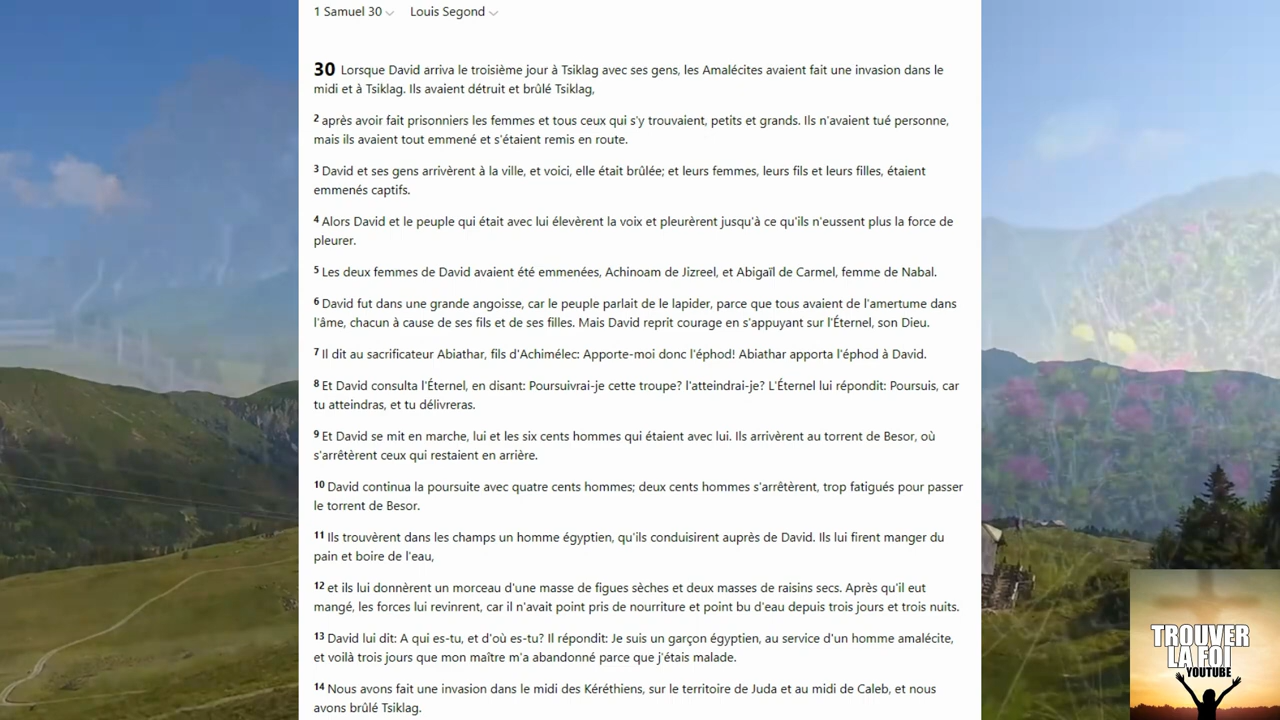 1 Samuel 30 Louis Segond
30 Lorsque David arriva le troisième jour à Tsiklag avec ses gens, les Amalécites avaient fait une invasion dans le
midi et à Tsiklag. Ils avaient détruit et brûlé Tsiklag,
2 après avoir fait prisonniers les femmes et tous ceux qui s'y trouvaient, petits et grands. Ils n'avaient tué personne,
mais ils avaient tout emmené et s'étaient remis en route.
3 David et ses gens arrivèrent à la ville, et voici, elle était brûlée; et leurs femmes, leurs fils et leurs filles, étaient
emmenés captifs.
4 Alors David et le peuple qui était avec lui élevèrent la voix et pleurèrent jusqu'à ce qu'ils n'eussent plus la force de
pleurer.
5 Les deux femmes de David avaient été emmenées, Achinoam de Jizreel, et Abigaïl de Carmel, femme de Nabal.
6 David fut dans une grande angoisse, car le peuple parlait de le lapider, parce que tous avaient de l'amertume dans
l'âme, chacun à cause de ses fils et de ses filles. Mais David reprit courage en s'appuyant sur l'Éternel, son Dieu.
7 Il dit au sacrificateur Abiathar, fils d'Achimélec: Apporte-moi donc l'éphod! Abiathar apporta l'éphod à David.
8 Et David consulta l'Éternel, en disant: Poursuivrai-je cette troupe? l'atteindrai-je? L'Éternel lui répondit: Poursuis, car
tu atteindras, et tu délivreras.
9 Et David se mit en marche, lui et les six cents hommes qui étaient avec lui. Ils arrivèrent au torrent de Besor, où
s'arrêtèrent ceux qui restaient en arrière.
10 David continua la poursuite avec quatre cents hommes; deux cents hommes s'arrêtèrent, trop fatigués pour passer
le torrent de Besor.
11 Ils trouvèrent dans les champs un homme égyptien, qu'ils conduisirent auprès de David. Ils lui firent manger du
pain et boire de l'eau,
12 et ils lui donnèrent un morceau d'une masse de figues sèches et deux masses de raisins secs. Après qu'il eut
mangé, les forces lui revinrent, car il n'avait point pris de nourriture et point bu d'eau depuis trois jours et trois nuits.
13 David lui dit: A qui es-tu, et d'où es-tu? Il répondit: Je suis un garçon égyptien, au service d'un homme amalécite,
et voilà trois jours que mon maître m'a abandonné parce que j'étais malade.
14 Nous avons fait une invasion dans le midi des Kéréthiens, sur le territoire de Juda et au midi de Caleb, et nous
avons brûlé Tsiklag.
TROUVER
LA FOI
YOUTUBE